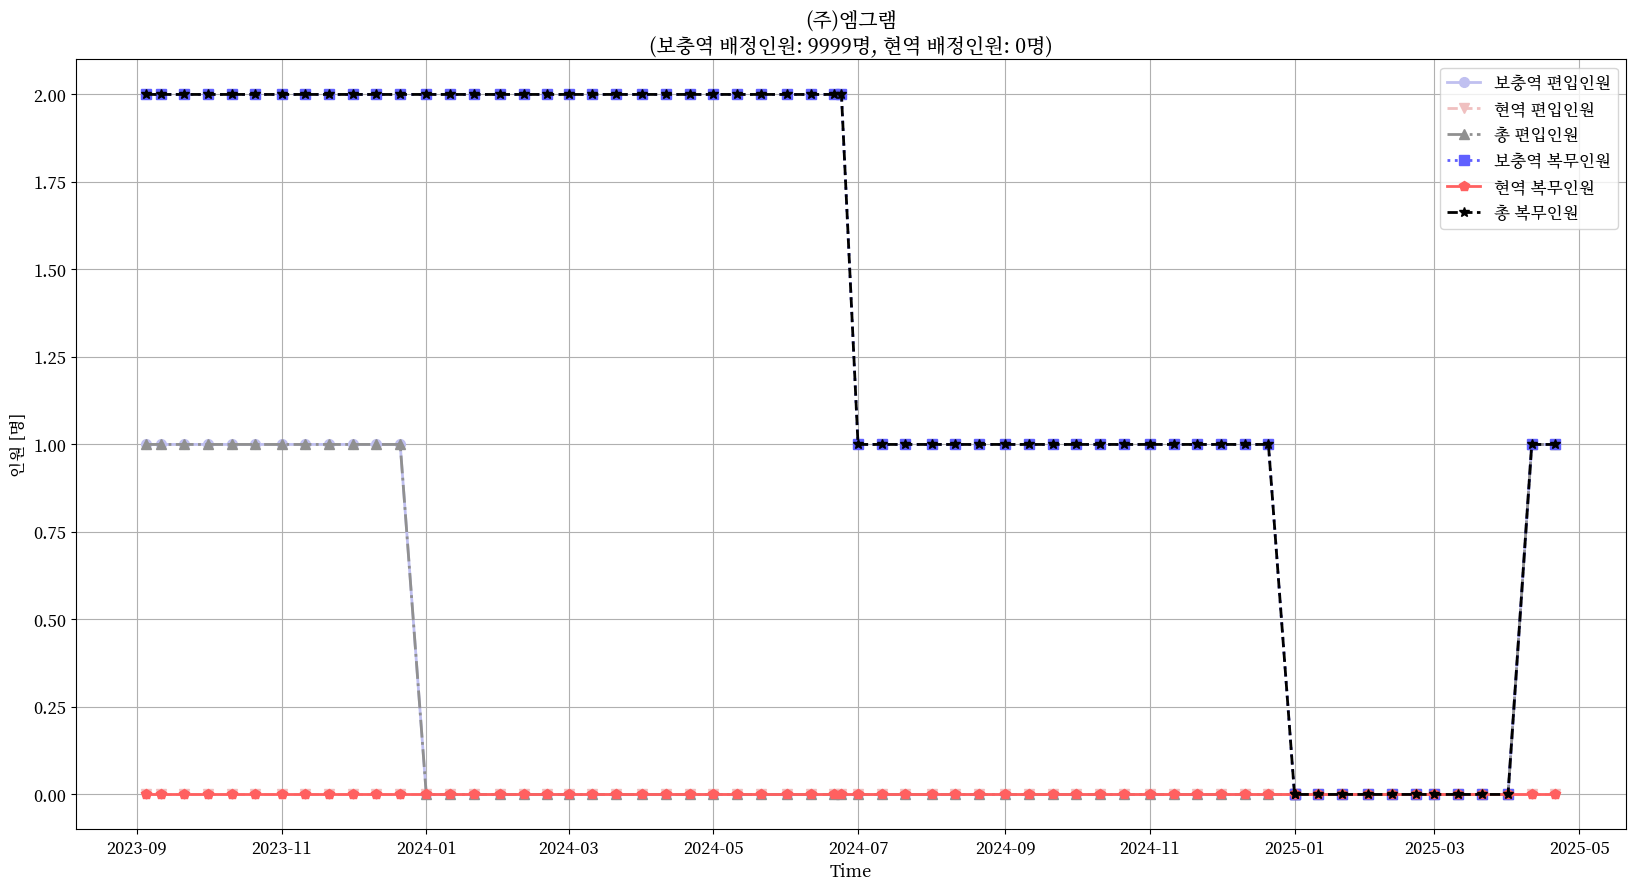 (주)엠그램
(보충역 배정인원: 9999명, 현역 배정인원: 0명)
보충역 편입인원
현역 편입인원
총 편입인원
보충역 복무인원
현역 복무인원
총 복무인원
인원 [명]
2.00
1.75
1.50
1.25
1.00
0.75
0.50
0.25
0.00
2023-09 2023-11 2024-01 2024-03 2024-05 2024-07 2024-09 2024-11 2025-01 2025-03 2025-05
Time